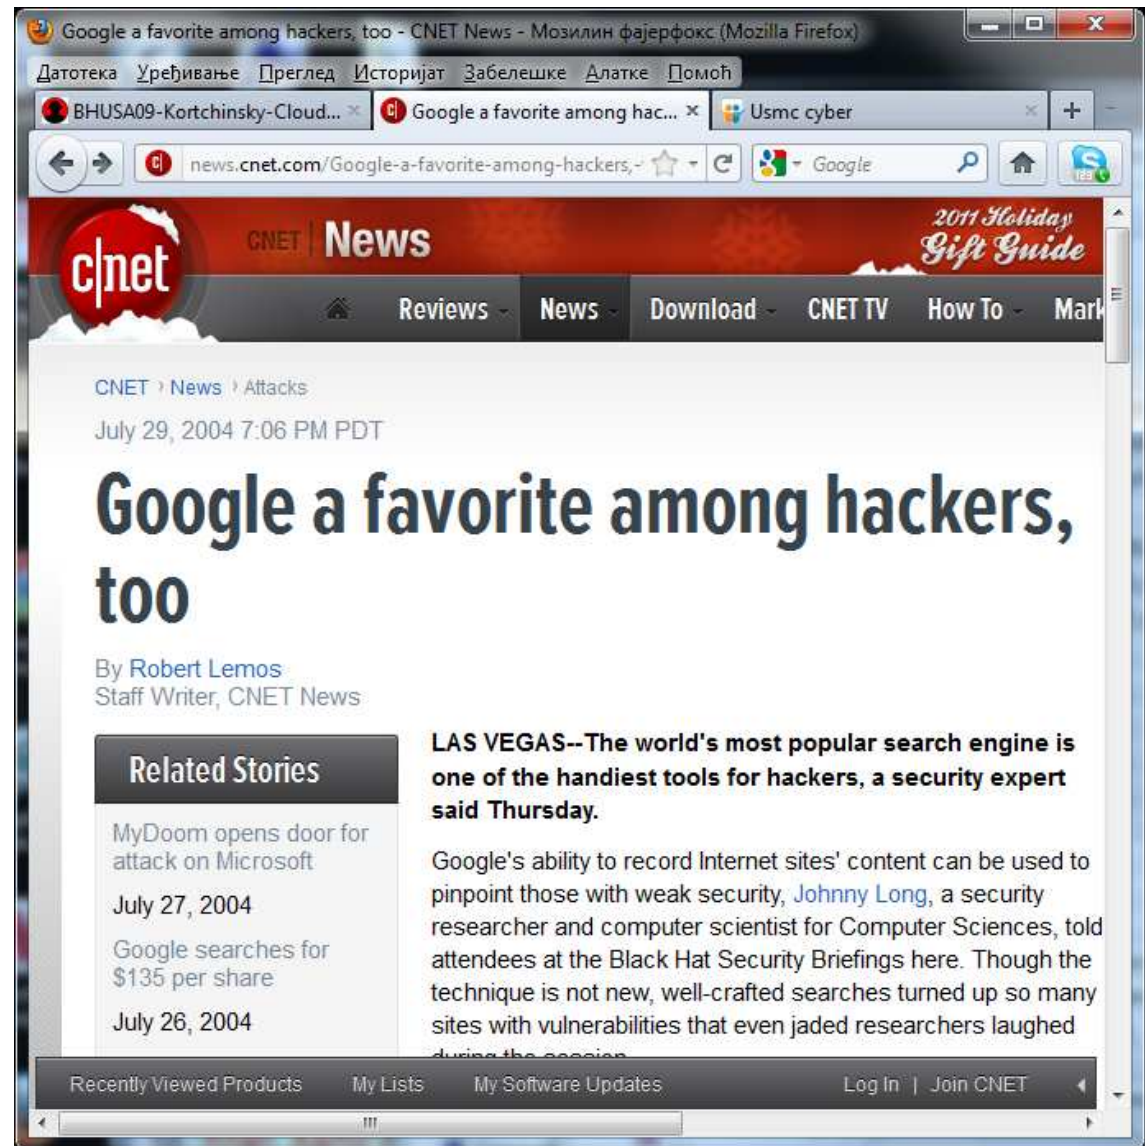 Google a favorite among hackers, too - CNET News - Мозилин фајерфокс (Mozilla Firefox)
Датотека Уређивање Преглед Историјат Забелешке Алатке Помоћ
BHUSA09-Kortchinsky-Cloud... Google a favorite among hac... Usmc cyber
news.cnet.com/Google-a-favorite-among-hackers,- Google
c|net CNET News 2011 Holiday
Gift Guide
Reviews News Download CNET TV How To Mark
CNET › News › Attacks
July 29, 2004 7:06 PM PDT
Google a favorite among hackers,
too
By Robert Lemos
Staff Writer, CNET News
Related Stories
MyDoom opens door for
attack on Microsoft
July 27, 2004
Google searches for
$135 per share
July 26, 2004
LAS VEGAS--The world's most popular search engine is
one of the handiest tools for hackers, a security expert
said Thursday.
Google's ability to record Internet sites' content can be used to
pinpoint those with weak security, Johnny Long, a security
researcher and computer scientist for Computer Sciences, told
attendees at the Black Hat Security Briefings here. Though the
technique is not new, well-crafted searches turned up so many
sites with vulnerabilities that even jaded researchers laughed
during the session.
Recently Viewed Products My Lists My Software Updates Log In | Join CNET